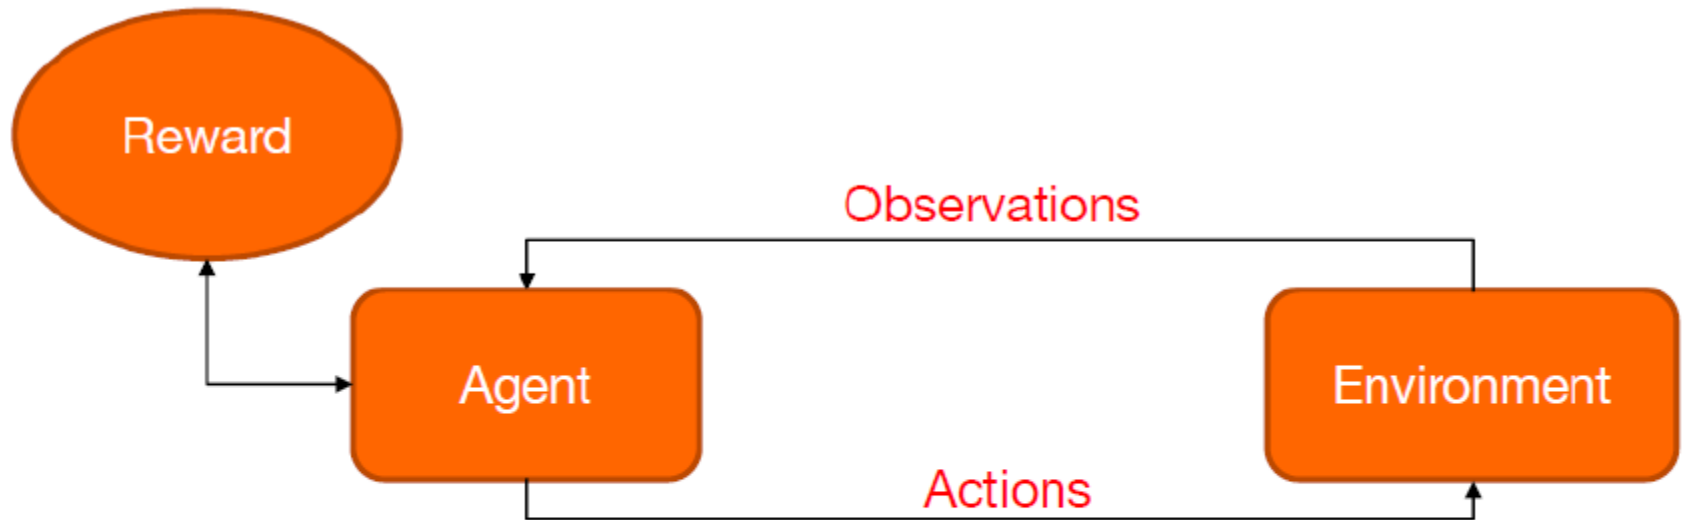 Reward
Observations
Agent
Environment
Actions